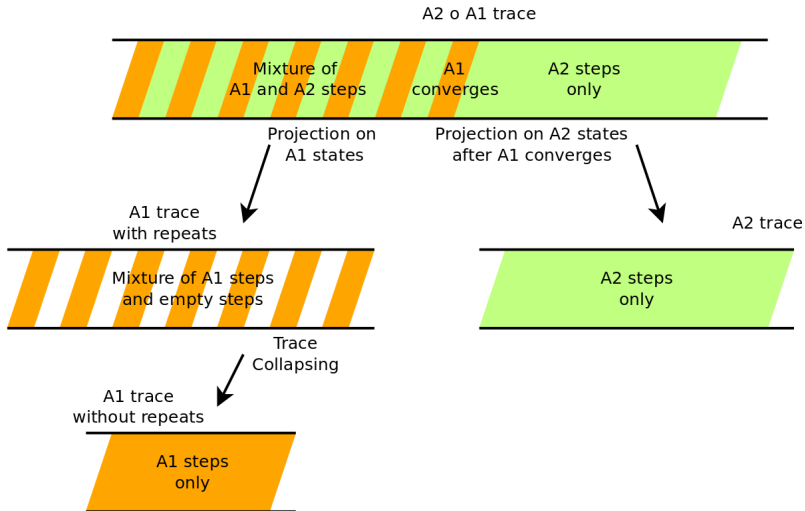 A2 o A1 trace
Mixture of
A1 and A2 steps
A1
converges
A2 steps
only
Projection on
A1 states
Projection on A2 states
after A1 converges
A1 trace
with repeats
A2 trace
Mixture of A1 steps
and empty steps
A2 steps
only
Trace
Collapsing
A1 trace
without repeats
A1 steps
only